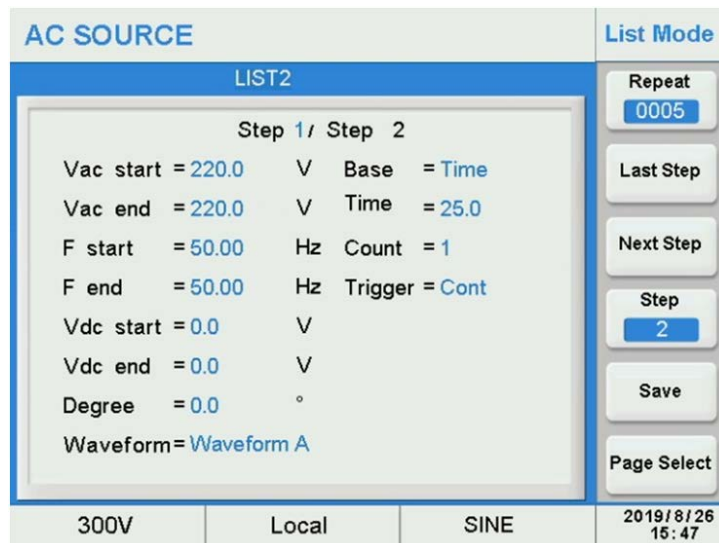 AC SOURCE
List Mode
LIST2
Step 1/ Step 2
Vac start = 220.0 V Base = Time
Vac end = 220.0 V Time = 25.0
F start = 50.00 Hz Count = 1
F end = 50.00 Hz Trigger = Cont
Vdc start = 0.0 V
Vdc end = 0.0 V
Degree = 0.0 °
Waveform= Waveform A
Repeat
0005
Last Step
Next Step
Step
2
Save
Page Select
300V Local SINE
2019/8/26
15:47